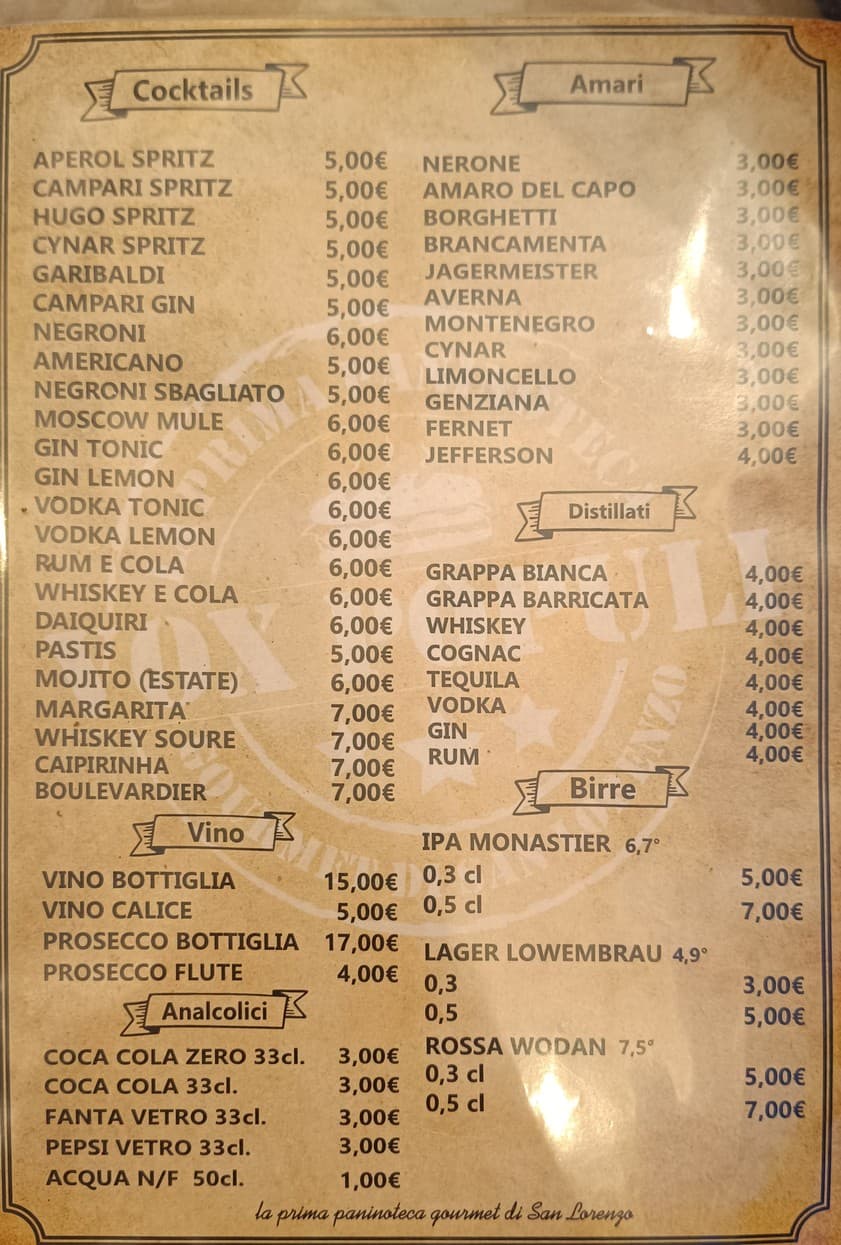 Cocktails
APEROL SPRITZ 5,00€
CAMPARI SPRITZ 5,00€
HUGO SPRITZ 5,00€
CYNAR SPRITZ 5,00€
GARIBALDI 5,00€
CAMPARI GIN 5,00€
NEGRONI 6,00€
AMERICANO 5,00€
NEGRONI SBAGLIATO 5,00€
MOSCOW MULE 6,00€
GIN TONIC 6,00€
GIN LEMON 6,00€
VODKA TONIC 6,00€
VODKA LEMON 6,00€
RUM E COLA 6,00€
WHISKEY E COLA 6,00€
DAIQUIRI 6,00€
PASTIS 5,00€
MOJITO (ESTATE) 6,00€
MARGARITA 7,00€
WHISKEY SOURE 7,00€
CAIPIRINHA 7,00€
BOULEVARDIER 7,00€
Vino
VINO BOTTIGLIA 15,00€
VINO CALICE 5,00€
PROSECCO BOTTIGLIA 17,00€
PROSECCO FLUTE 4,00€
Analcolici
COCA COLA ZERO 33cl. 3,00€
COCA COLA 33cl. 3,00€
FANTA VETRO 33cl. 3,00€
PEPSI VETRO 33cl. 3,00€
ACQUA N/F 50cl. 1,00€
Amari
NERONE 3,00€
AMARO DEL CAPO 3,00€
BORGHETTI 3,00€
BRANCAMENTA 3,00€
JAGERMEISTER 3,00€
AVERNA 3,00€
MONTENEGRO 3,00€
CYNAR 3,00€
LIMONCELLO 3,00€
GENZIANA 3,00€
FERNET 3,00€
JEFFERSON 4,00€
Distillati
GRAPPA BIANCA 4,00€
GRAPPA BARRICATA 4,00€
WHISKEY 4,00€
COGNAC 4,00€
TEQUILA 4,00€
VODKA 4,00€
GIN 4,00€
RUM 4,00€
Birre
IPA MONASTIER 6,7°
0,3 cl 5,00€
0,5 cl 7,00€
LAGER LOWEMBRAU 4,9°
0,3 3,00€
0,5 5,00€
ROSSA WODAN 7,5°
0,3 cl 5,00€
0,5 cl 7,00€
la prima paninoteca gourmet di San Lorenzo